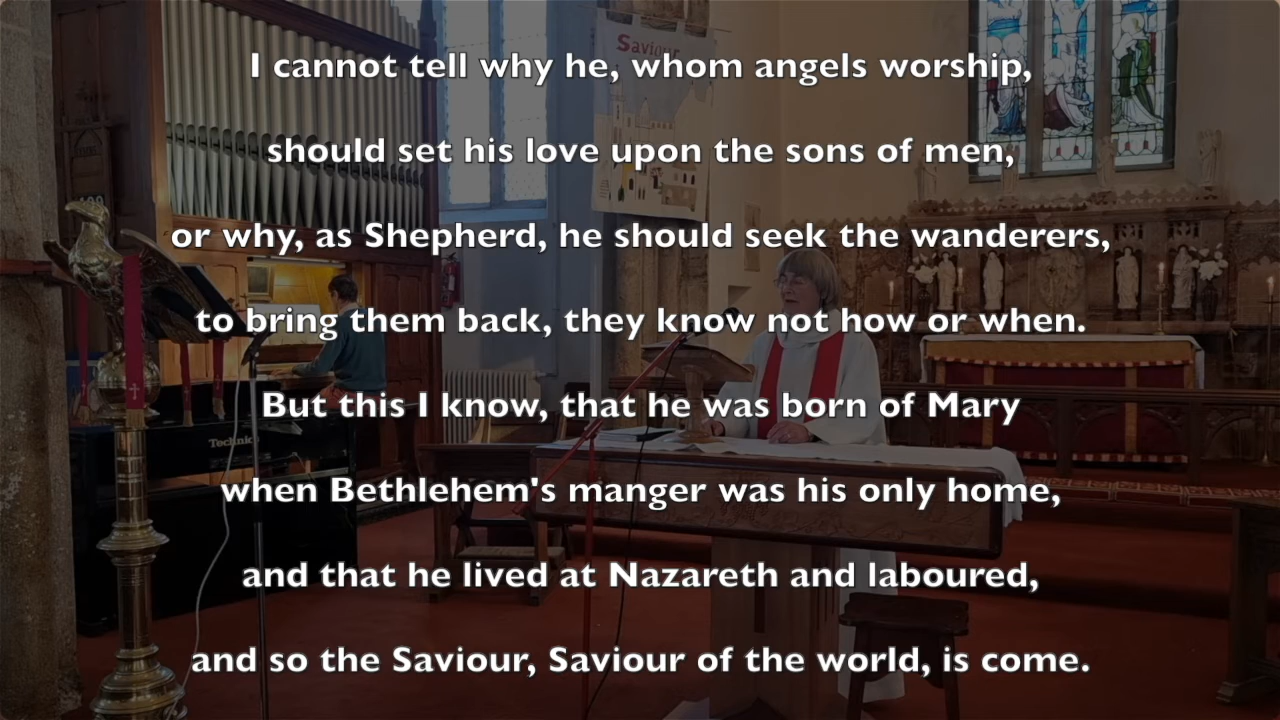 Saviour
I cannot tell why he, whom angels worship,
should set his love upon the sons of men,
or why, as Shepherd, he should seek the wanderers,
to bring them back, they know not how or when.
But this I know, that he was born of Mary
Technics
when Bethlehem's manger was his only home,
and that he lived at Nazareth and laboured,
and so the Saviour, Saviour of the world, is come.